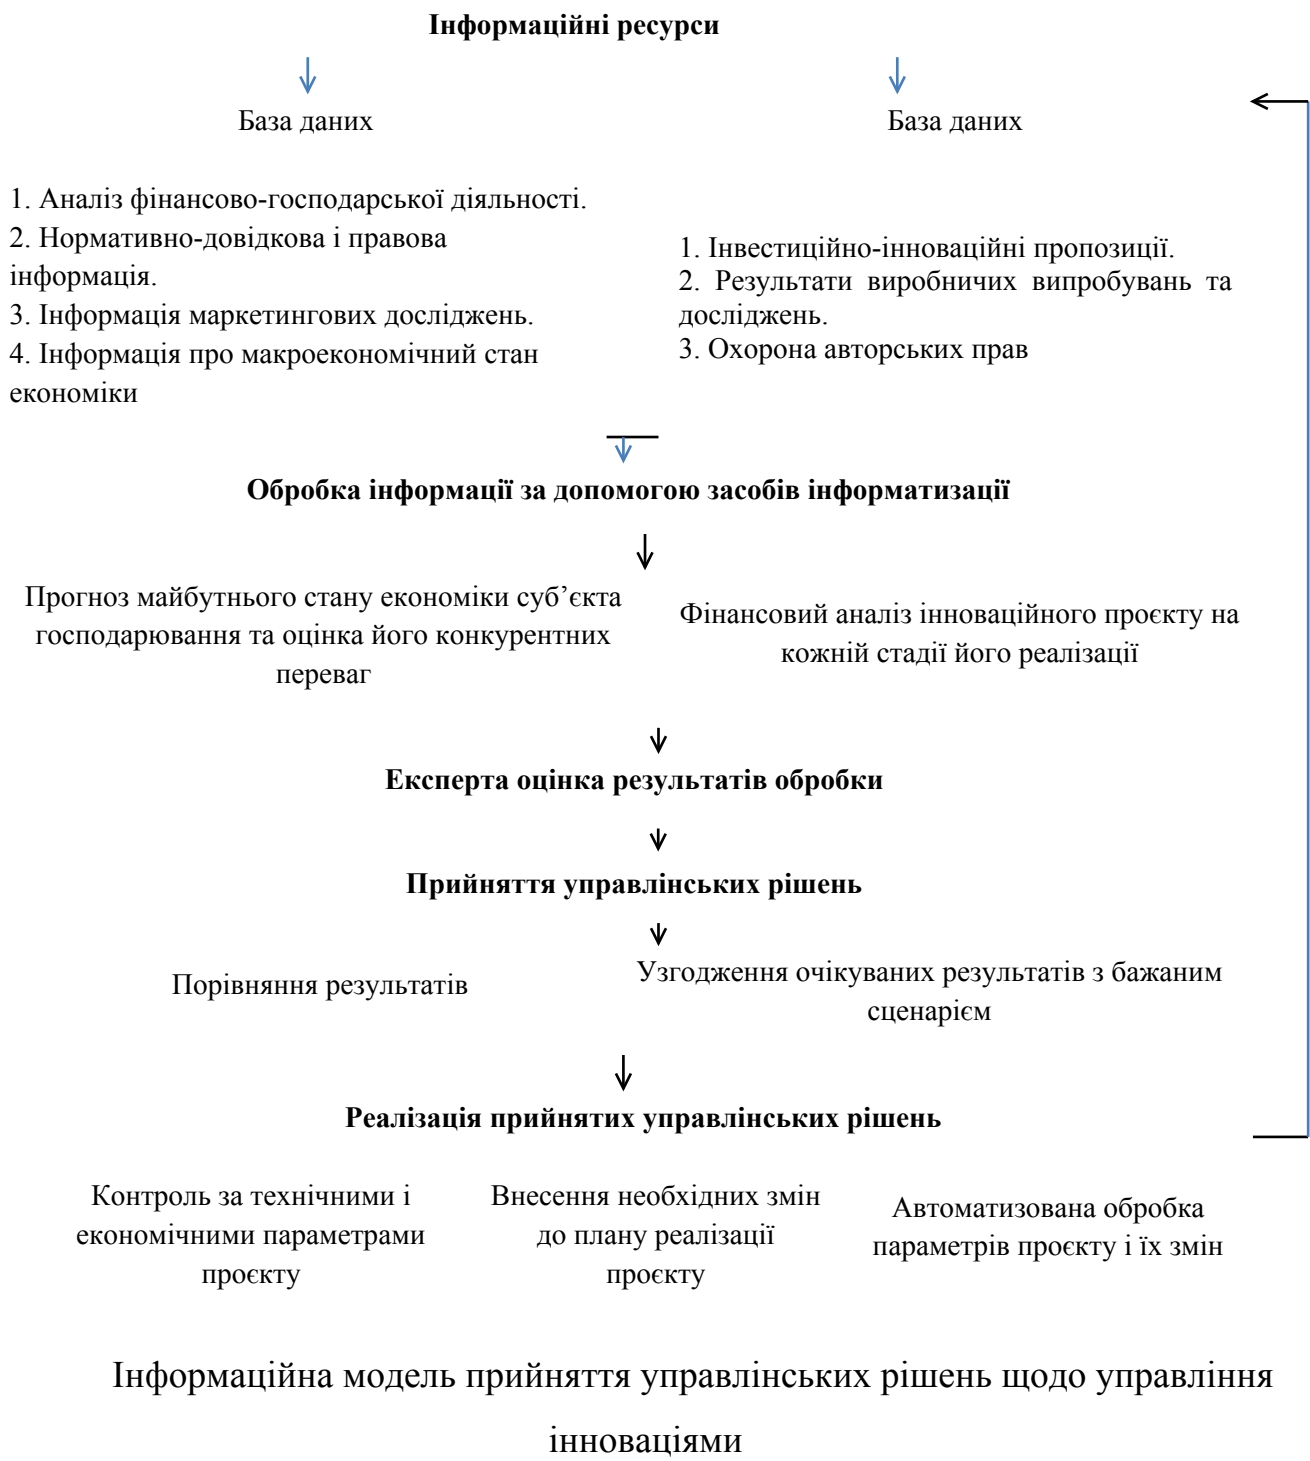 Інформаційні ресурси
База даних
База даних
1. Аналіз фінансово-господарської діяльності.
2. Нормативно-довідкова і правова
інформація.
3. Інформація маркетингових досліджень.
4. Інформація про макроекономічний стан
економіки
1. Інвестиційно-інноваційні пропозиції.
2. Результати виробничих випробувань та
досліджень.
3. Охорона авторських прав
Обробка інформації за допомогою засобів інформатизації
Прогноз майбутнього стану економіки суб’єкта
господарювання та оцінка його конкурентних
переваг
Фінансовий аналіз інноваційного проєкту на
кожній стадії його реалізації
Експерта оцінка результатів обробки
Прийняття управлінських рішень
Порівняння результатів
Узгодження очікуваних результатів з бажаним
сценарієм
Реалізація прийнятих управлінських рішень
Контроль за технічними і
економічними параметрами
проєкту
Внесення необхідних змін
до плану реалізації
проєкту
Автоматизована обробка
параметрів проєкту і їх змін
Інформаційна модель прийняття управлінських рішень щодо управління
інноваціями